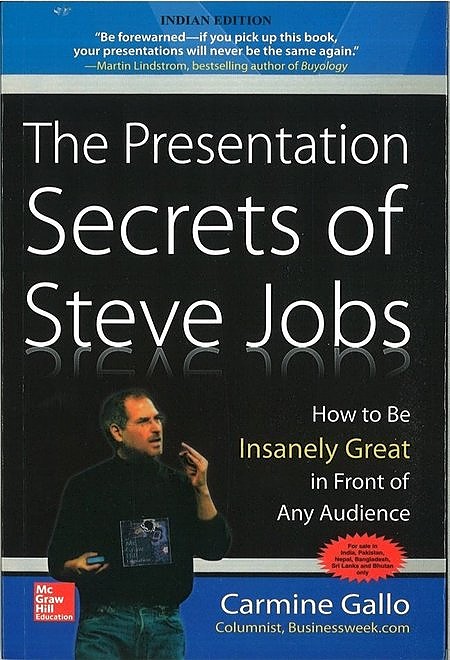 INDIAN EDITION
“Be forewarned—if you pick up this book,
your presentations will never be the same again.”
—Martin Lindstrom, bestselling author of Buyology
The Presentation
Secrets of
Steve Jobs
How to Be
Insanely Great
in Front of
Any Audience
For sale in
India, Pakistan,
Nepal, Bangladesh,
Sri Lanka and Bhutan
only
Mc
Graw
Hill
Education
Carmine Gallo
Columnist, Businessweek.com